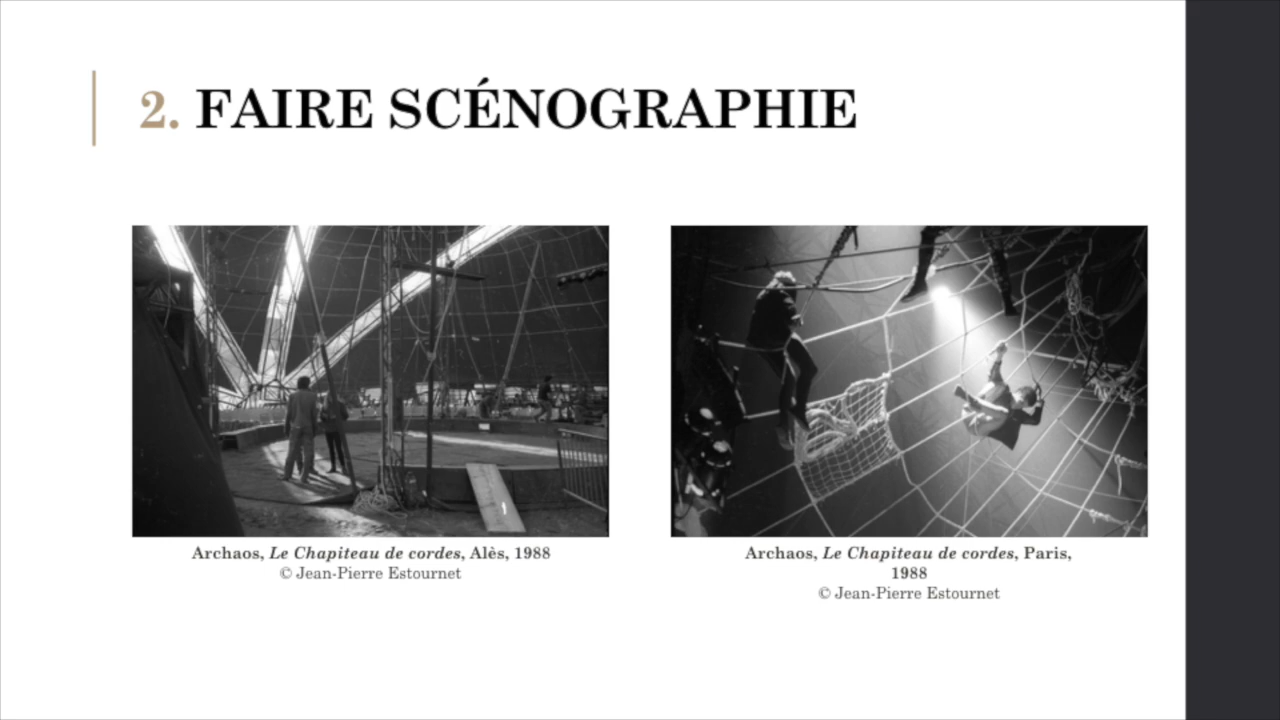 2. FAIRE SCÉNOGRAPHIE
Archaos, Le Chapiteau de cordes, Alès, 1988
© Jean-Pierre Estournet
Archaos, Le Chapiteau de cordes, Paris,
1988
© Jean-Pierre Estournet